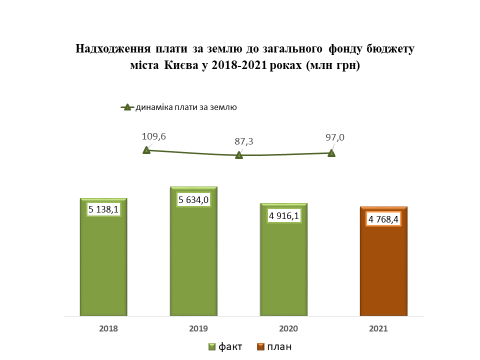 Надходження плати за землю до загального фонду бюджету
міста Києва у 2018-2021 роках (млн грн)
динаміка плати за землю
109,6
87,3
97,0
5 138,1
5 634,0
4 916,1
4 768,4
2018
2019
2020
2021
факт
план